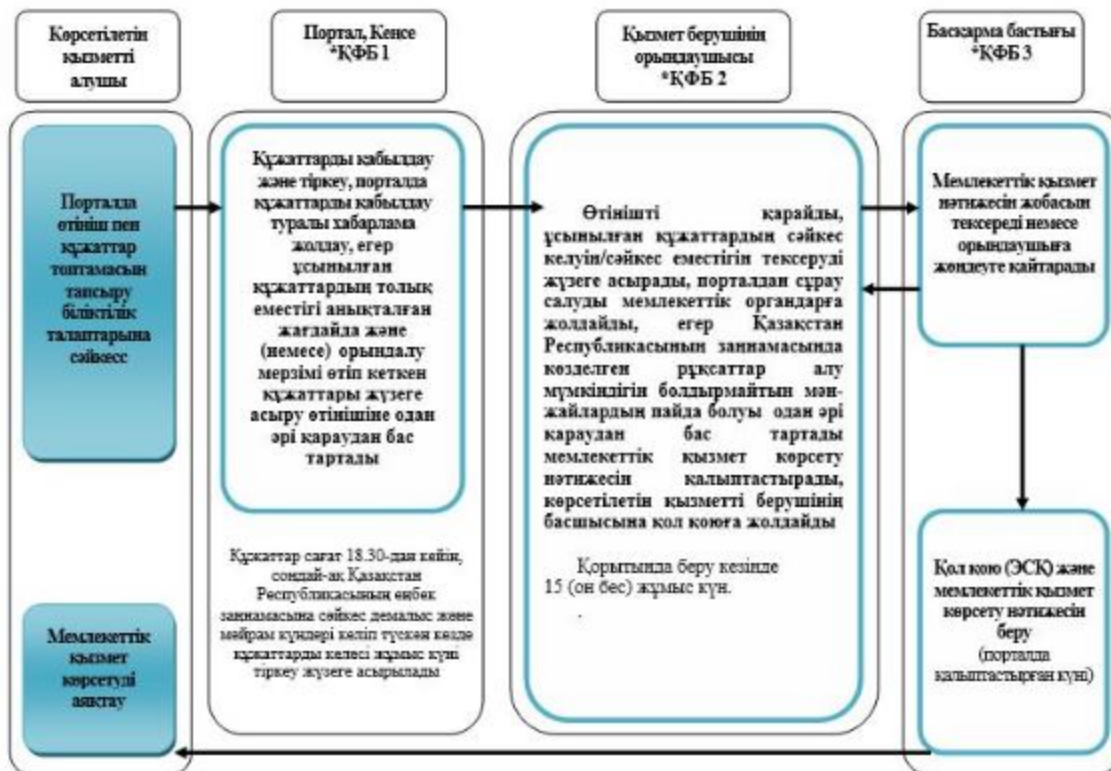 Көрсетілетін
қызметті
алушы
Портал, Кеңсе
*ҚФБ 1
Қызмет берушінің
орындаушысы
*ҚФБ 2
Басқарма бастығы
*ҚФБ 3
Порталда
өтініш пен
құжаттар
топтамасын
тапсыру
біліктілік
талаптарына
сәйкесс
Құжаттарды қабылдау
және тіркеу, порталда
құжаттарды қабылдау
туралы хабарлама
жолдау, егер
ұсынылған
құжаттардың толық
еместігі анықталған
жағдайда және
(немесе) орындалу
мерзімі өтіп кеткен
құжаттары жүзеге
асыру өтінішіне одан
әрі қараудан бас
тартады
Құжаттар сағат 18.30-дан кейін,
сондай-ақ Қазақстан
Республикасының еңбек
заңнамасына сәйкес демалыс және
мейрам күндері келіп түскен кезде
құжаттарды келесі жұмыс күні
тіркеу жүзеге асырылады
Өтінішті қарайды,
ұсынылған құжаттардың сәйкес
келуін/сәйкес еместігін тексеруді
жүзеге асырады, порталдан сұрау
салуды мемлекеттік органдарға
жолдайды, егер Қазақстан
Республикасының заңнамасында
көзделген рұқсаттар алу
мүмкіндігін болдырмайтын мән-
жайлардың пайда болуы одан әрі
қараудан бас тартады
мемлекеттік қызмет көрсету
нәтижесін қалыптастырады,
көрсетілетін қызметті берушінің
басшысына қол қоюға жолдайды
Қорытында беру кезінде
15 (он бес) жұмыс күн.
.
Мемлекеттік қызмет
нәтижесін жобасын
тексереді немесе
орындаушыға
жөндеуге қайтарады
Қол қою (ЭСҚ) және
мемлекеттік қызмет
көрсету нәтижесін
беру
(порталда
қалыптастырған күні)
Мемлекеттік
қызмет
көрсетуді
аяқтау